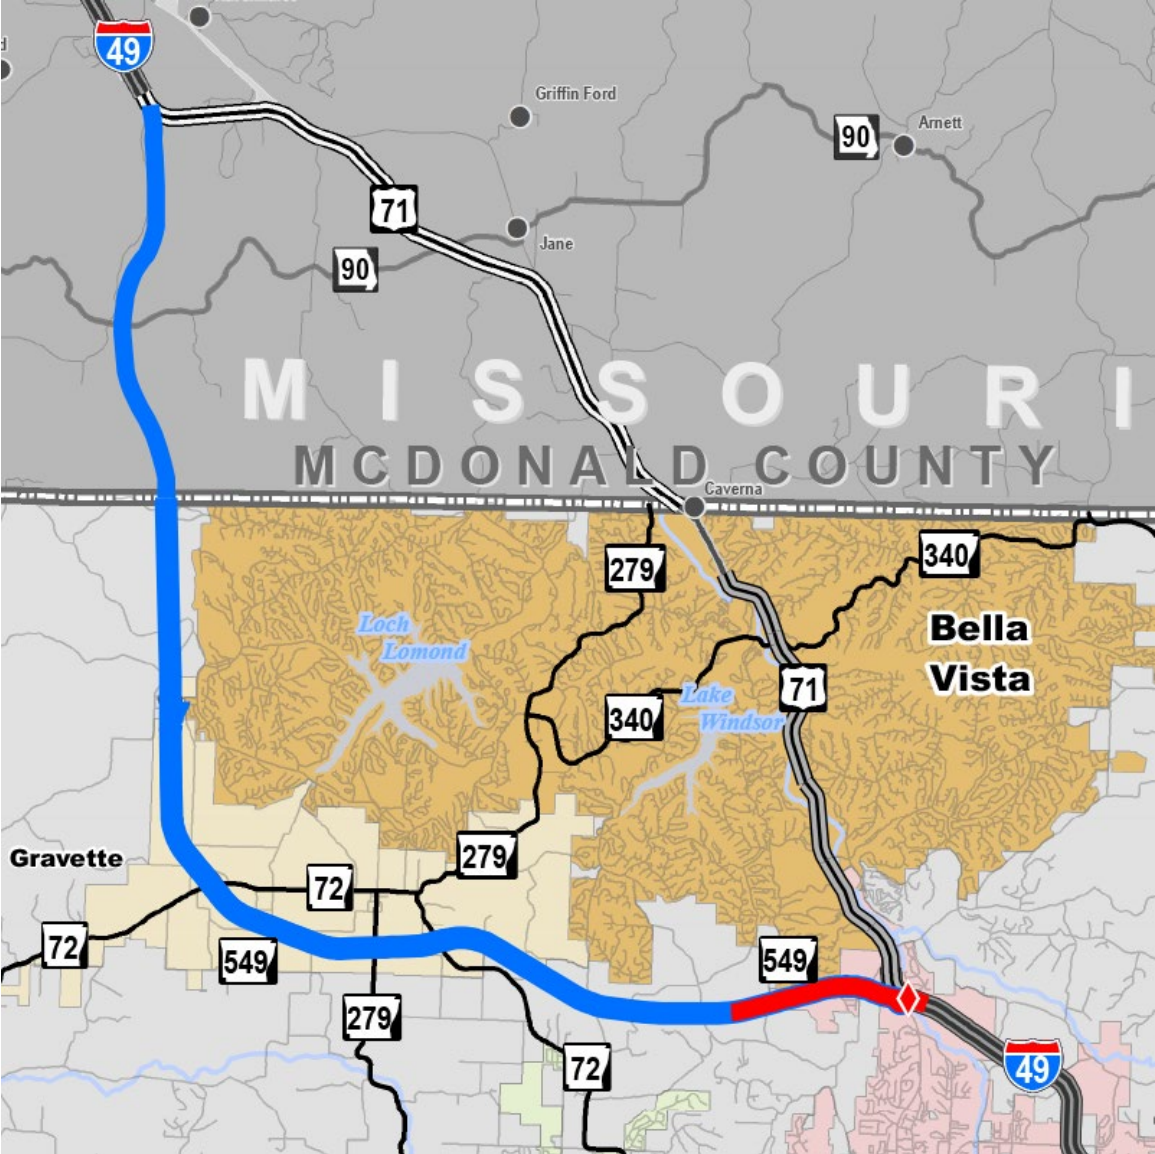 49
Griffin Ford
Arnett
90
71
Jane
90
MISSOURI
MCDONALD COUNTY
Caverna
279
340
Bella
Vista
Loch
Lomond
71
Lake
Windsor
340
Gravette
279
72
72
549
549
279
72
49